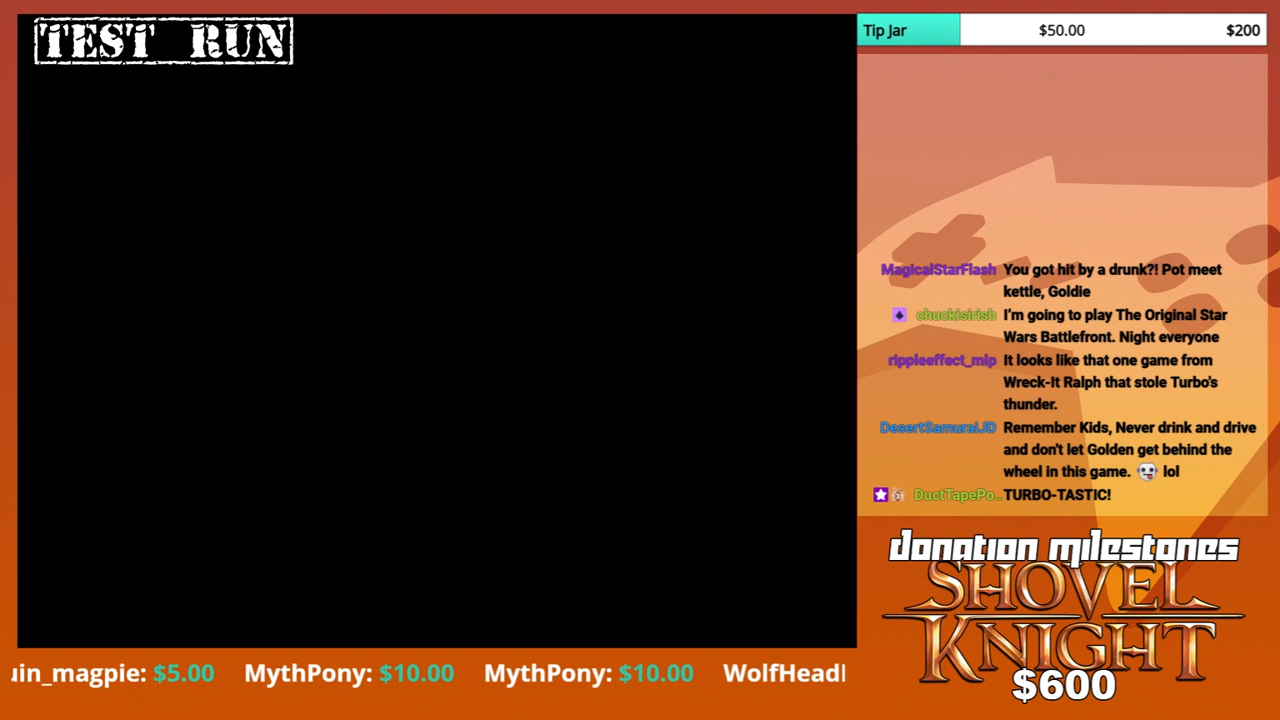 TEST RUN
Tip Jar $50.00 $200
MagicalStarFlash You got hit by a drunk?! Pot meet
kettle, Goldie
chuckisirish I'm going to play The Original Star
Wars Battlefront. Night everyone
rippleeffect_mlp It looks like that one game from
Wreck-It Ralph that stole Turbo's
thunder.
DesertSamuraiJD Remember Kids, Never drink and drive
and don't let Golden get behind the
wheel in this game. lol
DuctTapePo... TURBO-TASTIC!
donation milestones
SHOVEL
KNIGHT
$600
uin_magpie: $5.00 MythPony: $10.00 MythPony: $10.00 WolfHead